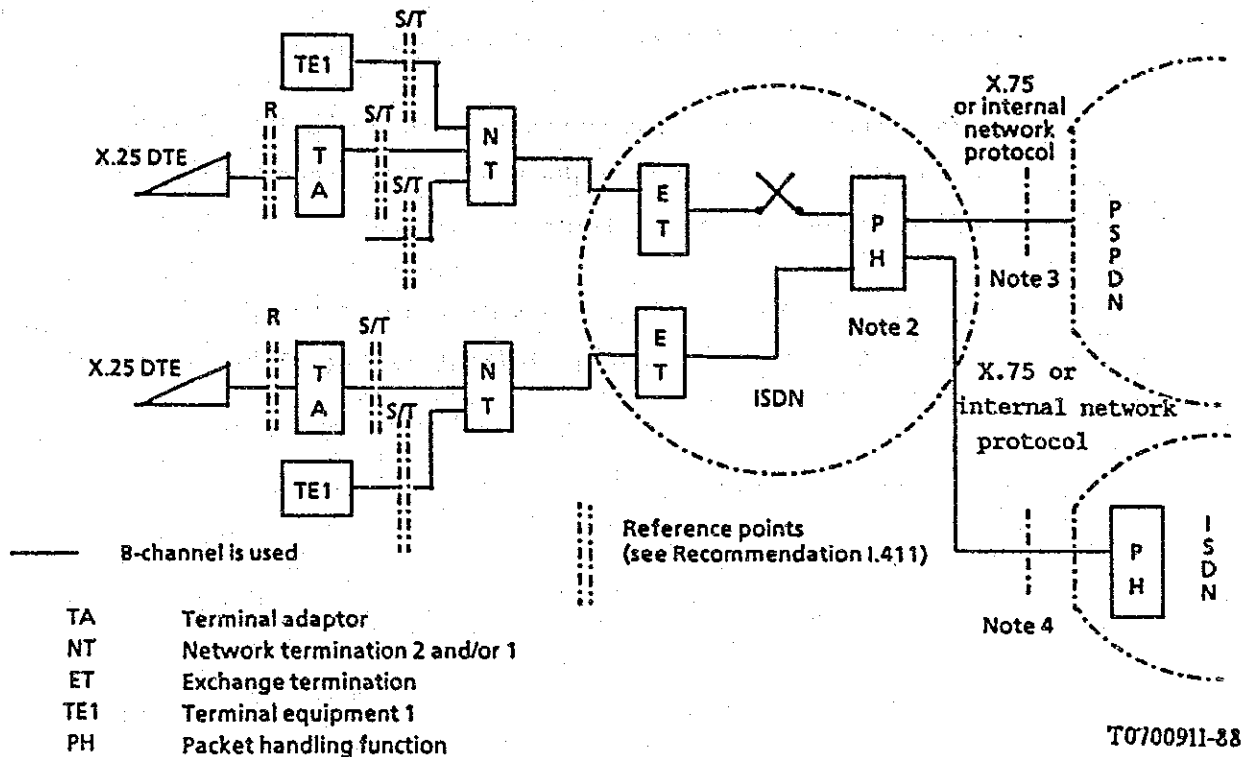 S/T
TE1
X.75
or internal
network
protocol
R
S/T
N
T
X.25 DTE
T
A
S/T
E
T
P
H
P
S
P
D
N
Note 3
R
S/T
E
T
Note 2
X.25 DTE
T
A
N
T
ISDN
X.75 or
internal network
protocol
S/T
TE1
Reference points
(see Recommendation I.411)
B-channel is used
P
H
I
S
D
N
Note 4
TA Terminal adaptor
NT Network termination 2 and/or 1
ET Exchange termination
TE1 Terminal equipment 1
PH Packet handling function
T0700911-88